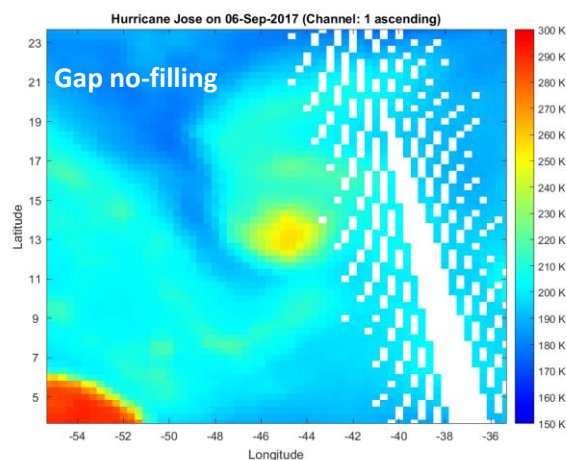 Hurricane Jose on 06-Sep-2017 (Channel: 1 ascending)
Gap no-filling
Latitude
23
21
19
17
15
13
11
9
7
5
-54
-52
-50
-48
-46
-44
-42
-40
-38
-36
Longitude
300 K
290 K
280 K
270 K
260 K
250 K
240 K
230 K
220 K
210 K
200 K
190 K
180 K
170 K
160 K
150 K